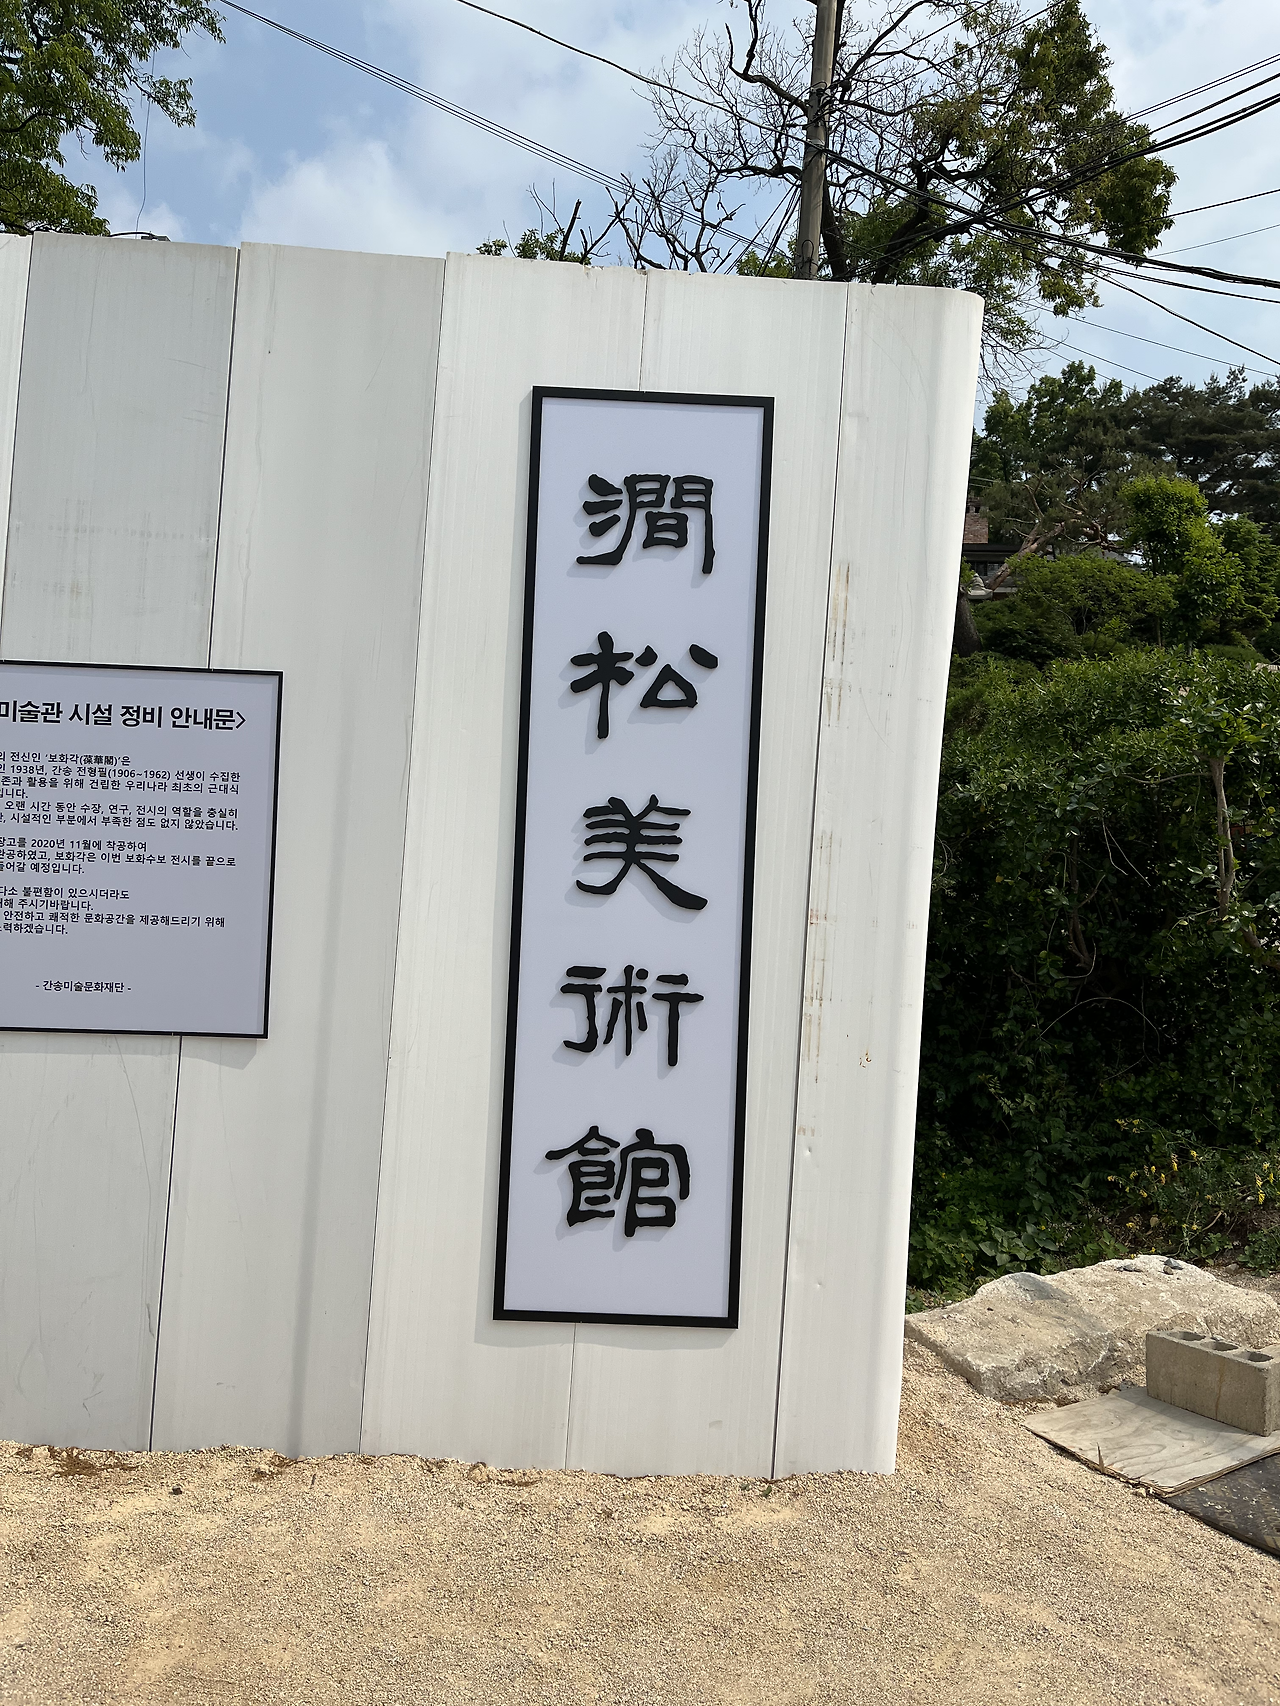 미술관 시설 정비 안내문>
의 전신인 '보화각(葆華閣)'은
인 1938년, 간송 전형필(1906~1962) 선생이 수집한
존과 활용을 위해 건립한 우리나라 최초의 근대식
입니다.
오랜 시간 동안 수장, 연구, 전시의 역할을 충실히
시설적인 부분에서 부족한 점도 없지 않았습니다.
장고를 2020년 11월에 착공하여
완공하였고, 보화각은 이번 보화수보 전시를 끝으로
들어갈 예정입니다.
다소 불편함이 있으시더라도
해 주시기바랍니다.
안전하고 쾌적한 문화공간을 제공해드리기 위해
노력하겠습니다.
- 간송미술문화재단 -
澗松美術館